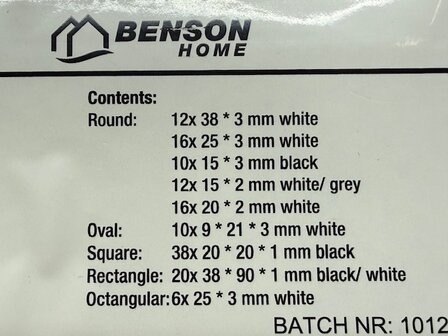 BENSON
HOME
Contents:
Round: 12x 38 * 3 mm white
16x 25 * 3 mm white
10x 15 * 3 mm black
12x 15 * 2 mm white/ grey
16x 20 * 2 mm white
Oval: 10x 9 * 21 * 3 mm white
Square: 38x 20 * 20 * 1 mm black
Rectangle: 20x 38 * 90 * 1 mm black/ white
Octangular: 6x 25 * 3 mm white
BATCH NR: 1012